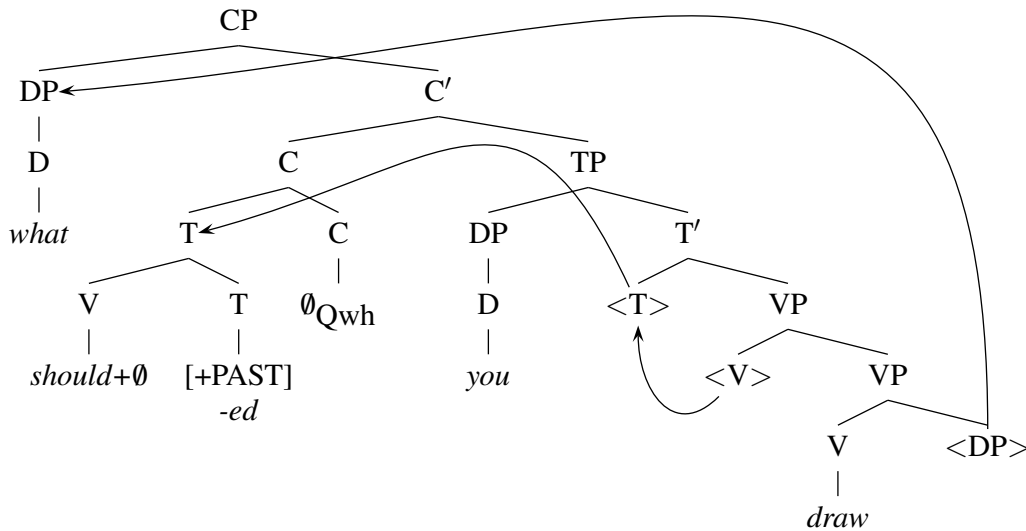 CP
DP C′
D C TP
what T C DP T′
V T ∅Qwh D <T> VP
should+∅ [+PAST] you <V> VP
-ed V <DP>
draw